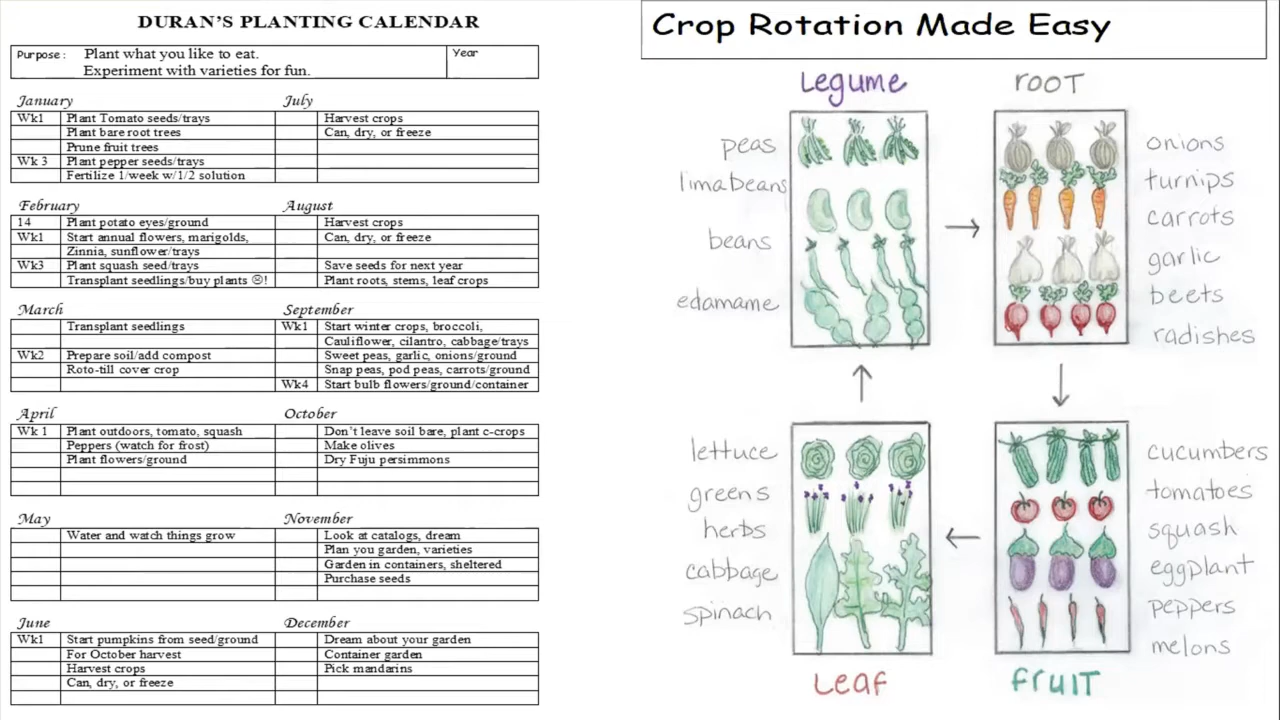 DURAN'S PLANTING CALENDAR
Purpose : Plant what you like to eat.
Experiment with varieties for fun.
Year
January
Wk1 Plant Tomato seeds/trays
Plant bare root trees
Prune fruit trees
Wk 3 Plant pepper seeds/trays
Fertilize 1/week w/1/2 solution
July
Harvest crops
Can, dry, or freeze
February
14 Plant potato eyes/ground
Wk1 Start annual flowers, marigolds,
Zinnia, sunflower/trays
Wk3 Plant squash seed/trays
Transplant seedlings/buy plants ☹!
August
Harvest crops
Can, dry, or freeze
Save seeds for next year
Plant roots, stems, leaf crops
March
Transplant seedlings
Wk2 Prepare soil/add compost
Roto-till cover crop
September
Wk1 Start winter crops, broccoli,
Cauliflower, cilantro, cabbage/trays
Sweet peas, garlic, onions/ground
Snap peas, pod peas, carrots/ground
Wk4 Start bulb flowers/ground/container
April
Wk 1 Plant outdoors, tomato, squash
Peppers (watch for frost)
Plant flowers/ground
October
Don't leave soil bare, plant c-crops
Make olives
Dry Fuju persimmons
May
Water and watch things grow
November
Look at catalogs, dream
Plan you garden, varieties
Garden in containers, sheltered
Purchase seeds
June
Wk1 Start pumpkins from seed/ground
For October harvest
Harvest crops
Can, dry, or freeze
December
Dream about your garden
Container garden
Pick mandarins
Crop Rotation Made Easy
Legume
peas
lima beans
beans
edamame
rooT
onions
turnips
carrots
garlic
beets
radishes
lettuce
greens
herbs
cabbage
spinach
Leaf
cucumbers
tomatoes
squash
eggplant
peppers
melons
fruiT